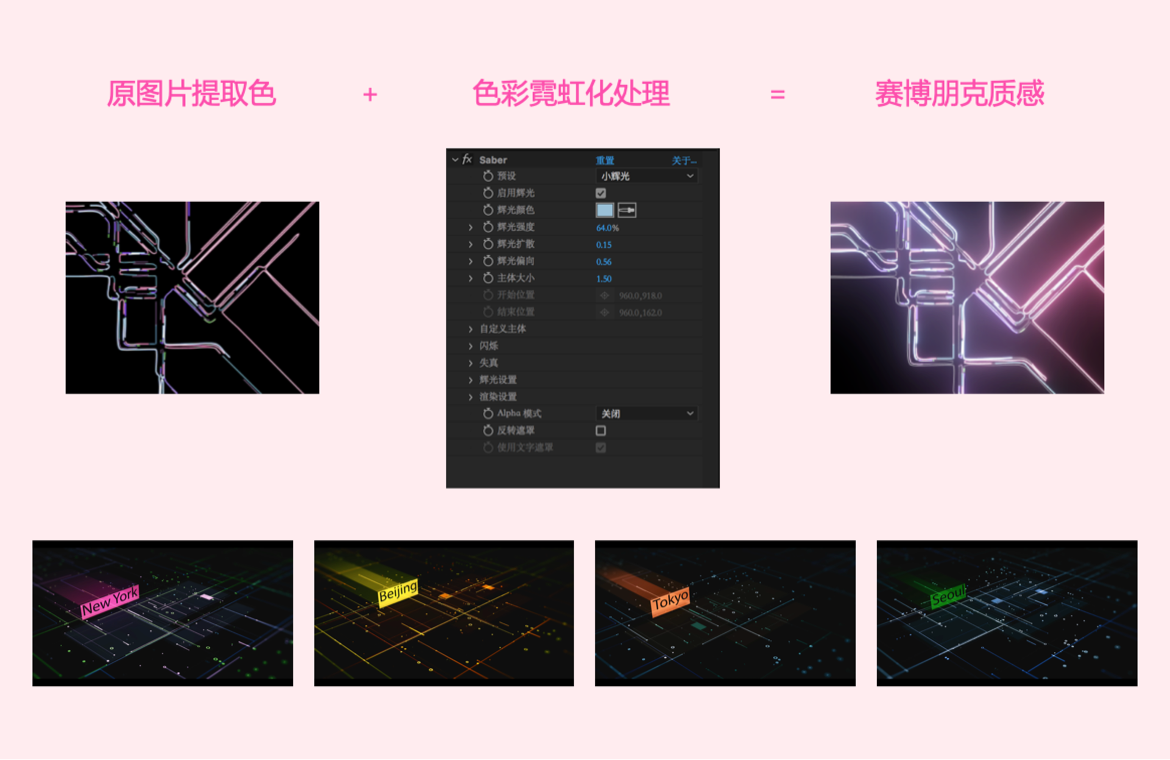 原图片提取色 + 色彩霓虹化处理 = 赛博朋克质感
fx Saber 重置 关于...
预设 小辉光
启用辉光
辉光颜色
辉光强度 64.0%
辉光扩散 0.15
辉光偏向 0.56
主体大小 1.50
开始位置 960.0,918.0
结束位置 960.0,162.0
自定义主体
闪烁
失真
辉光设置
渲染设置
Alpha 模式 关闭
反转遮罩
使用文字遮罩
New York
Beijing
Tokyo
Seoul